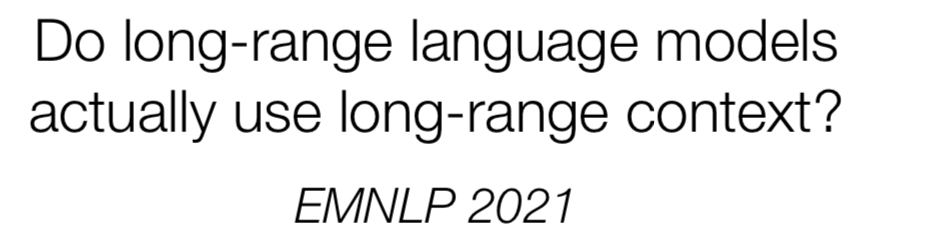 Do long-range language models
actually use long-range context?
EMNLP 2021